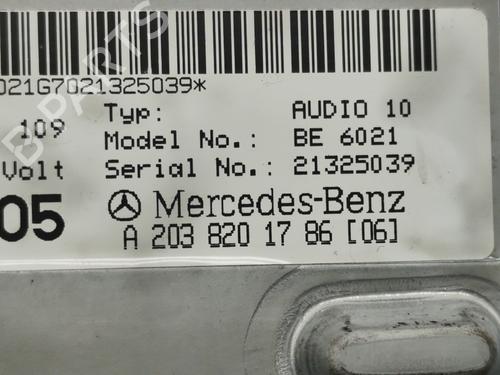 021G7021325039*
109
Typ: AUDIO 10
Model No.: BE 6021
Volt
Serial No.: 21325039
05
Mercedes-Benz
A 203 820 17 86 [06]
PARTS